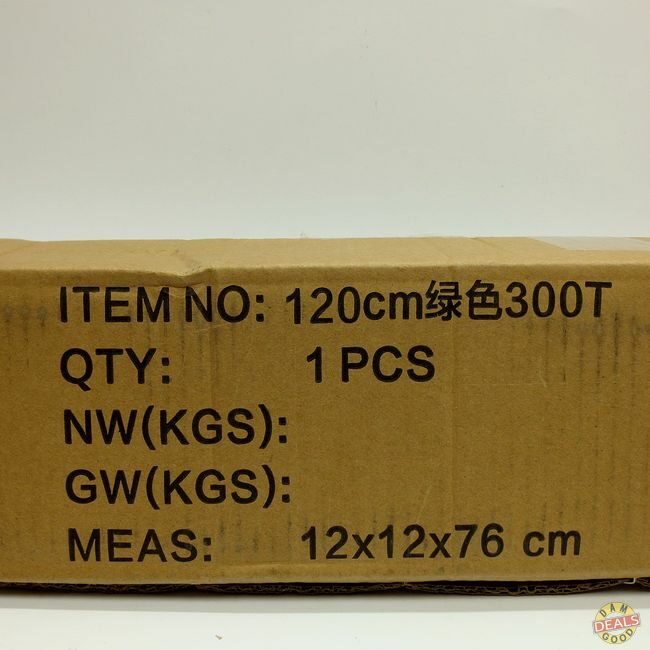 ITEM NO: 120cm绿色300T
QTY: 1 PCS
NW(KGS):
GW(KGS):
MEAS: 12x12x76 cm
DAM
DEALS
GOOD